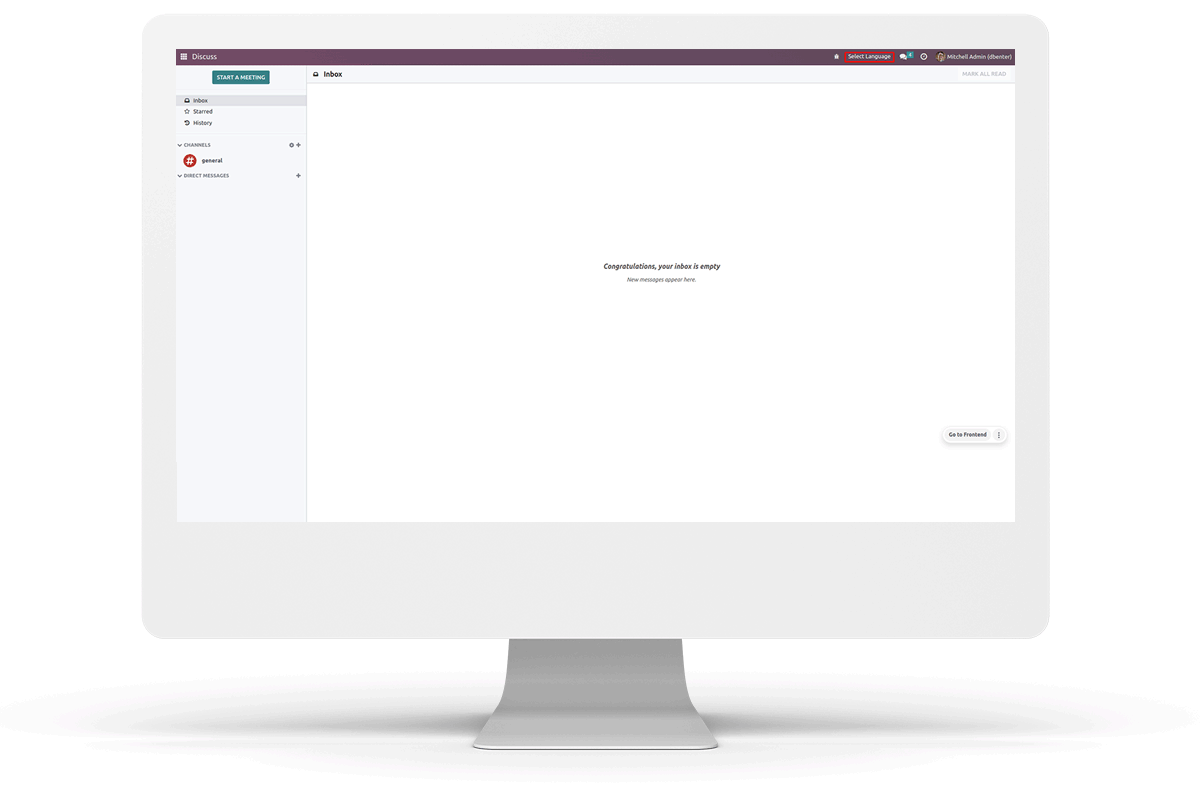 Discuss
Select Language
Mitchell Admin (dbenter)
START A MEETING
Inbox
MARK ALL READ
Inbox
Starred
History
CHANNELS
general
DIRECT MESSAGES
Congratulations, your inbox is empty
New messages appear here.
Go to Frontend